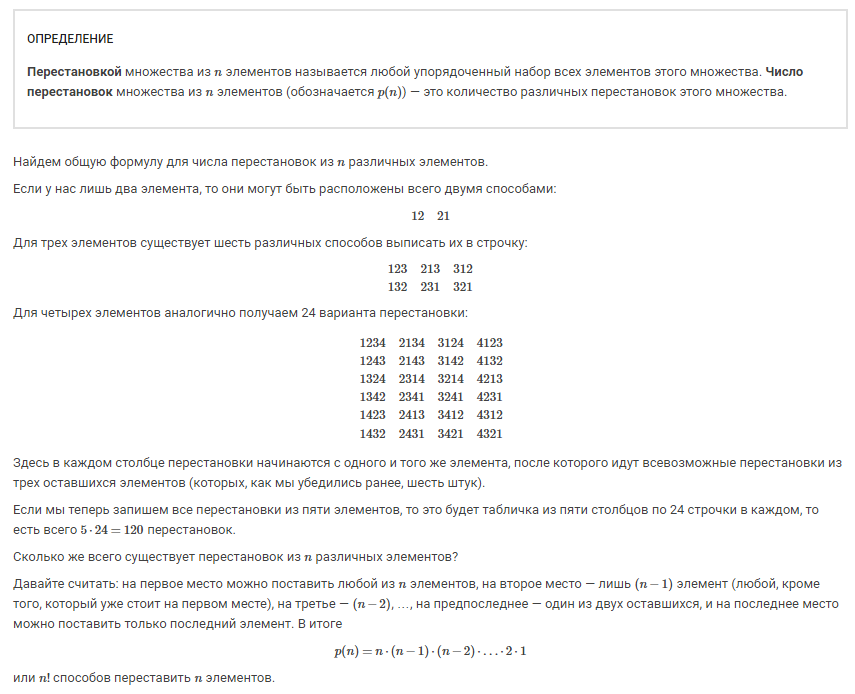 ОПРЕДЕЛЕНИЕ
Перестановкой множества из n элементов называется любой упорядоченный набор всех элементов этого множества. Число
перестановок множества из n элементов (обозначается p(n)) — это количество различных перестановок этого множества.
Найдем общую формулу для числа перестановок из n различных элементов.
Если у нас лишь два элемента, то они могут быть расположены всего двумя способами:
12 21
Для трех элементов существует шесть различных способов выписать их в строчку:
123 213 312
132 231 321
Для четырех элементов аналогично получаем 24 варианта перестановки:
1234 2134 3124 4123
1243 2143 3142 4132
1324 2314 3214 4213
1342 2341 3241 4231
1423 2413 3412 4312
1432 2431 3421 4321
Здесь в каждом столбце перестановки начинаются с одного и того же элемента, после которого идут всевозможные перестановки из
трех оставшихся элементов (которых, как мы убедились ранее, шесть штук).
Если мы теперь запишем все перестановки из пяти элементов, то это будет табличка из пяти столбцов по 24 строчки в каждом, то
есть всего 5 · 24 = 120 перестановок.
Сколько же всего существует перестановок из n различных элементов?
Давайте считать: на первое место можно поставить любой из n элементов, на второе место — лишь (n − 1) элемент (любой, кроме
того, который уже стоит на первом месте), на третье — (n − 2), ..., на предпоследнее — один из двух оставшихся, и на последнее место
можно поставить только последний элемент. В итоге
p(n) = n · (n − 1) · (n − 2) · . . . · 2 · 1
или n! способов переставить n элементов.